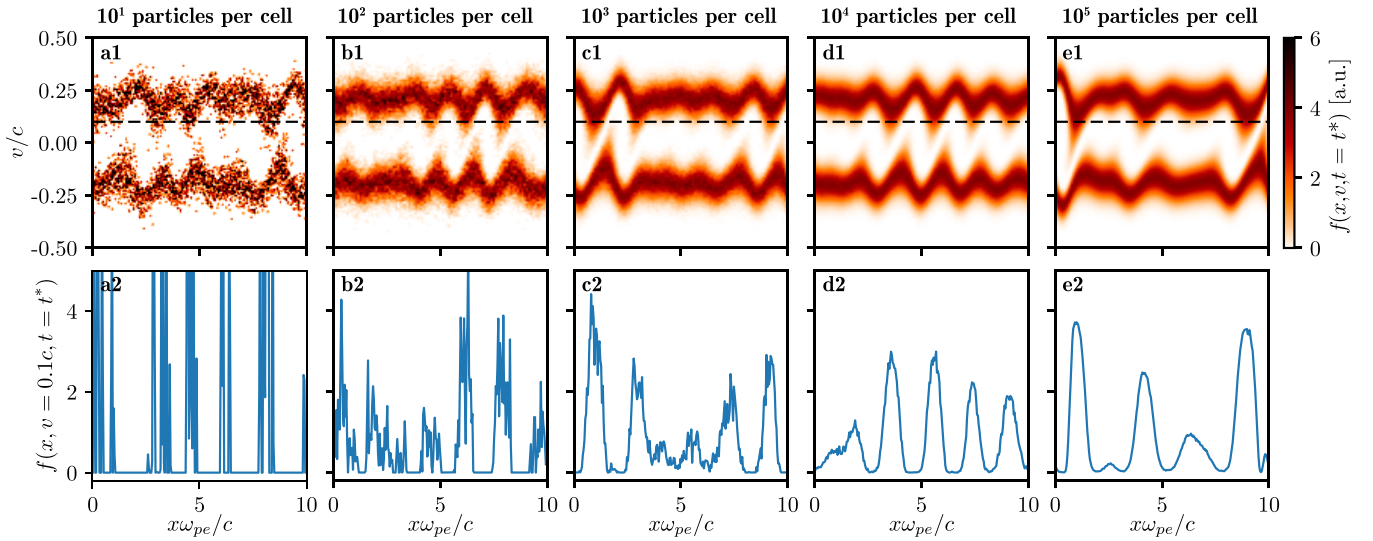 10¹ particles per cell
10² particles per cell
10³ particles per cell
10⁴ particles per cell
10⁵ particles per cell
a1
b1
c1
d1
e1
0.50
0.25
0.00
-0.25
-0.50
v/c
6
4
2
0
f(x,v,t = t*) [a.u.]
a2
b2
c2
d2
e2
4
2
0
f(x, v = 0.1c, t = t*)
0 5 10
0 5 10
0 5 10
0 5 10
0 5 10
xω_pe/c
xω_pe/c
xω_pe/c
xω_pe/c
xω_pe/c